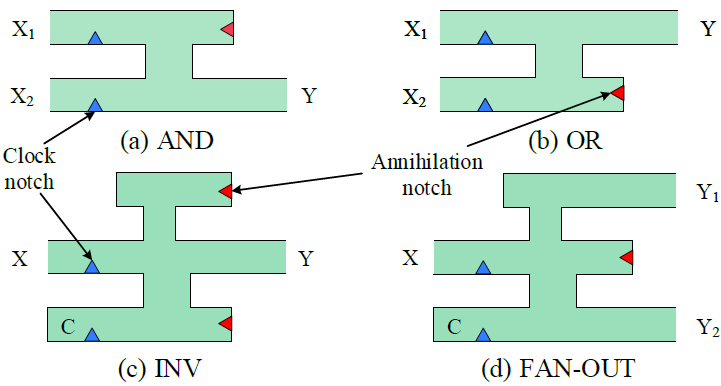 X₁
X₂
Y
(a) AND
X₁
X₂
Y
(b) OR
Clock
notch
Annihilation
notch
X
Y
C
(c) INV
X
Y₁
C
Y₂
(d) FAN-OUT